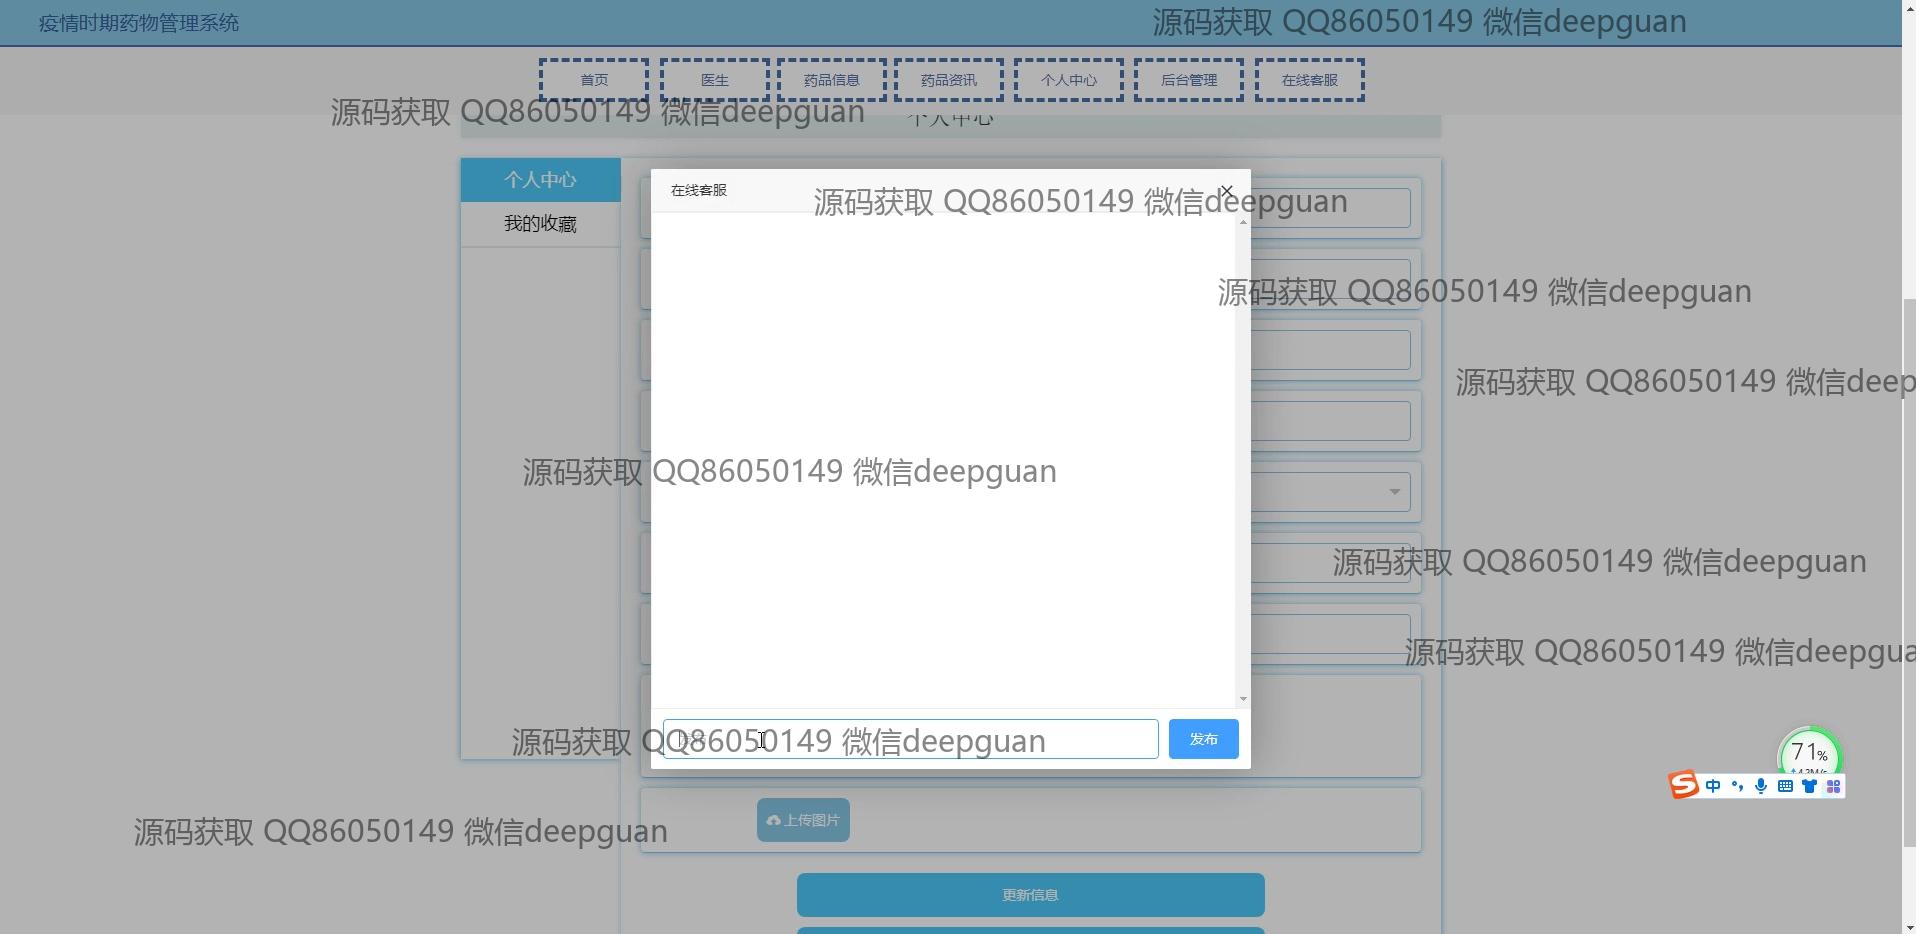 疫情时期药物管理系统
源码获取 QQ86050149 微信deepguan
首页
医生
药品信息
药品资讯
个人中心
后台管理
在线客服
源码获取 QQ86050149 微信deepguan
个人中心
个人中心
我的收藏
在线客服
源码获取 QQ86050149 微信deepguan
源码获取 QQ86050149 微信deepguan
源码获取 QQ86050149 微信deep
源码获取 QQ86050149 微信deepguan
源码获取 QQ86050149 微信deepguan
源码获取 QQ86050149 微信deepgua
源码获取 QQ86050149 微信deepguan
发布
71%
中
源码获取 QQ86050149 微信deepguan
上传图片
更新信息